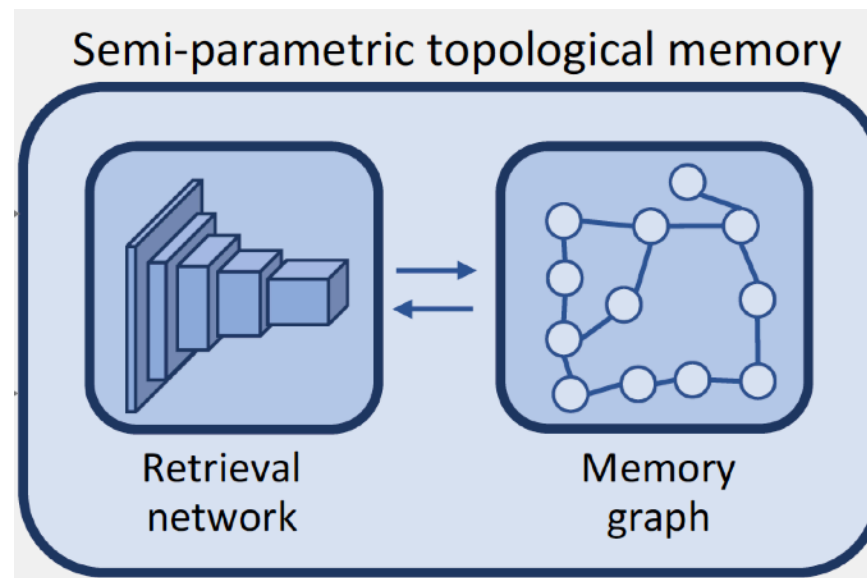 Semi-parametric topological memory
Retrieval
network
Memory
graph